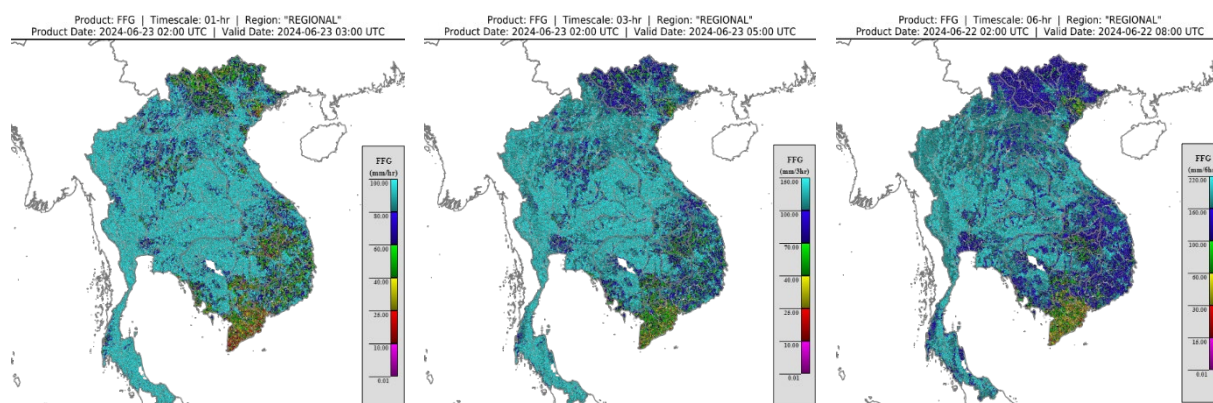 Product: FFG | Timescale: 01-hr | Region: "REGIONAL"
Product Date: 2024-06-23 02:00 UTC | Valid Date: 2024-06-23 03:00 UTC
FFG
(mm/hr)
100.00
80.00
60.00
40.00
28.00
10.00
0.01
Product: FFG | Timescale: 03-hr | Region: "REGIONAL"
Product Date: 2024-06-23 02:00 UTC | Valid Date: 2024-06-23 05:00 UTC
FFG
(mm/3hr)
180.00
100.00
70.00
40.00
28.00
10.00
0.01
Product: FFG | Timescale: 06-hr | Region: "REGIONAL"
Product Date: 2024-06-22 02:00 UTC | Valid Date: 2024-06-22 08:00 UTC
FFG
(mm/6hr)
220.00
160.00
100.00
60.00
30.00
18.00
0.01